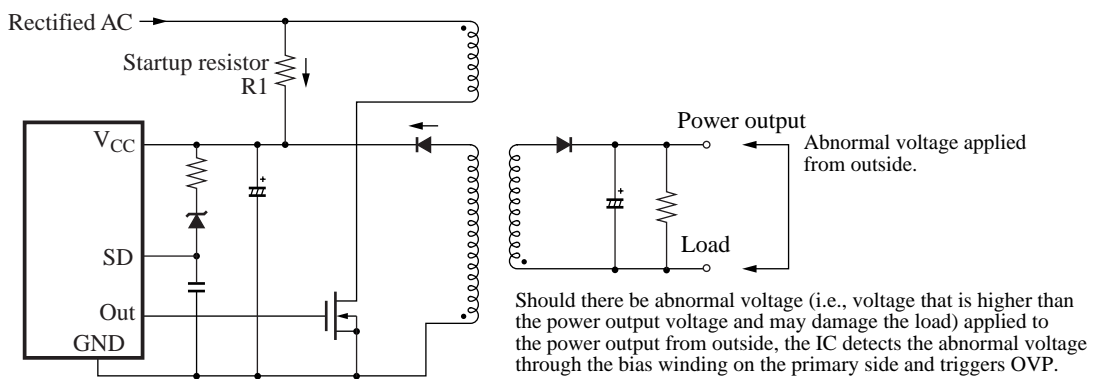 Rectified AC
Startup resistor
R1
VCC
SD
Out
GND
+
+
Power output
Abnormal voltage applied
from outside.
Load
Should there be abnormal voltage (i.e., voltage that is higher than
the power output voltage and may damage the load) applied to
the power output from outside, the IC detects the abnormal voltage
through the bias winding on the primary side and triggers OVP.